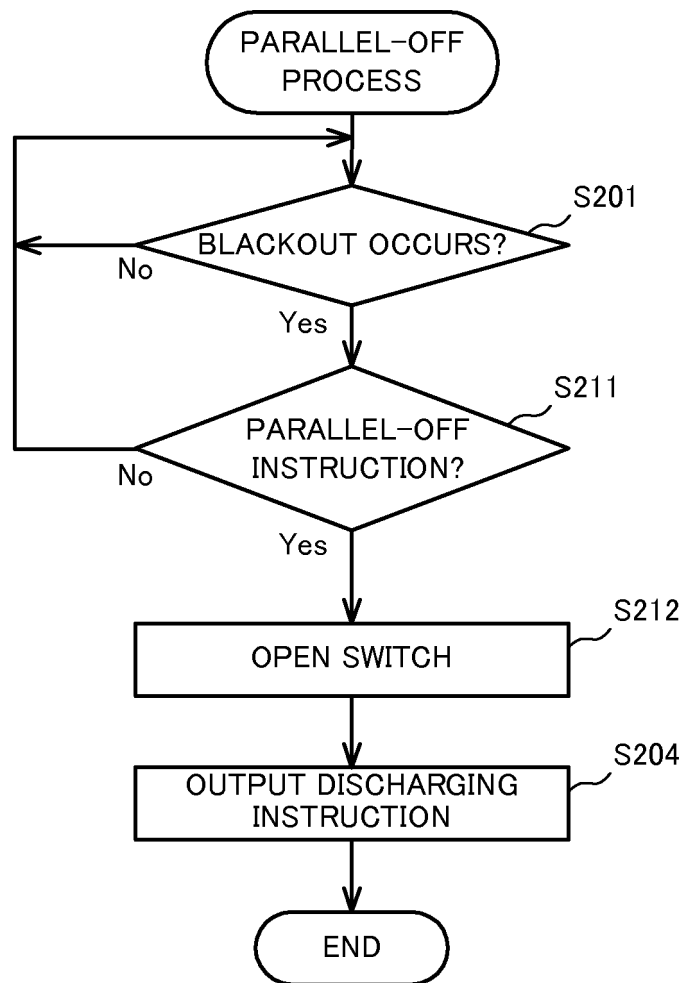 PARALLEL-OFF
PROCESS
S201
BLACKOUT OCCURS?
No
Yes
S211
PARALLEL-OFF
INSTRUCTION?
No
Yes
S212
OPEN SWITCH
S204
OUTPUT DISCHARGING
INSTRUCTION
END